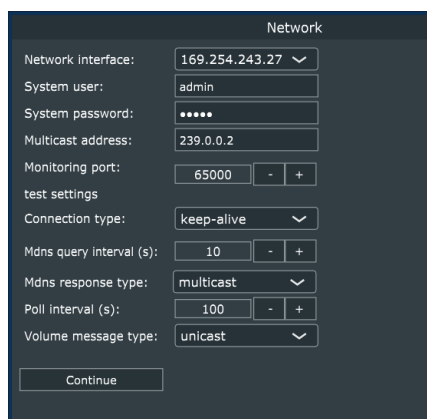 Network
Network interface: 169.254.243.27
System user: admin
System password: •••••
Multicast address: 239.0.0.2
Monitoring port: 65000 - +
test settings
Connection type: keep-alive
Mdns query interval (s): 10 - +
Mdns response type: multicast
Poll interval (s): 100 - +
Volume message type: unicast
Continue